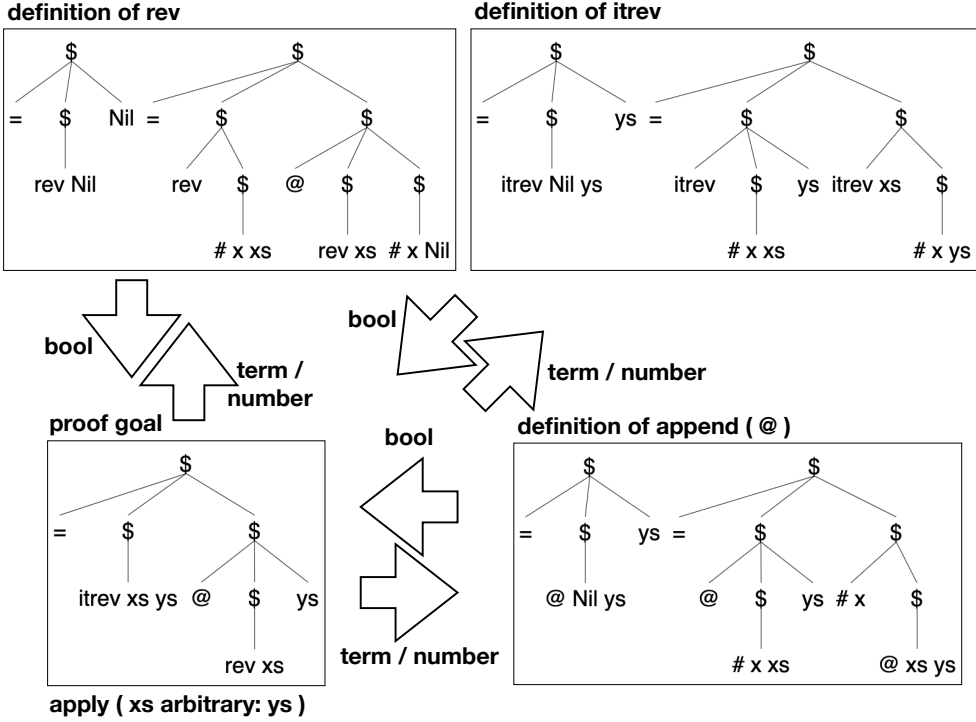 definition of rev
definition of itrev
$ $ $ $
= $ Nil = $ $ = $ ys = $ $
rev Nil rev $ @ $ $ itrev Nil ys itrev $ ys itrev xs $
# x xs rev xs # x Nil # x xs # x ys
bool
term /
number
bool
term / number
proof goal
bool
definition of append ( @ )
$ $ $
= $ $ = $ ys = $ $
itrev xs ys @ $ ys @ Nil ys @ $ ys # x $
rev xs # x xs @ xs ys
term / number
apply ( xs arbitrary: ys )